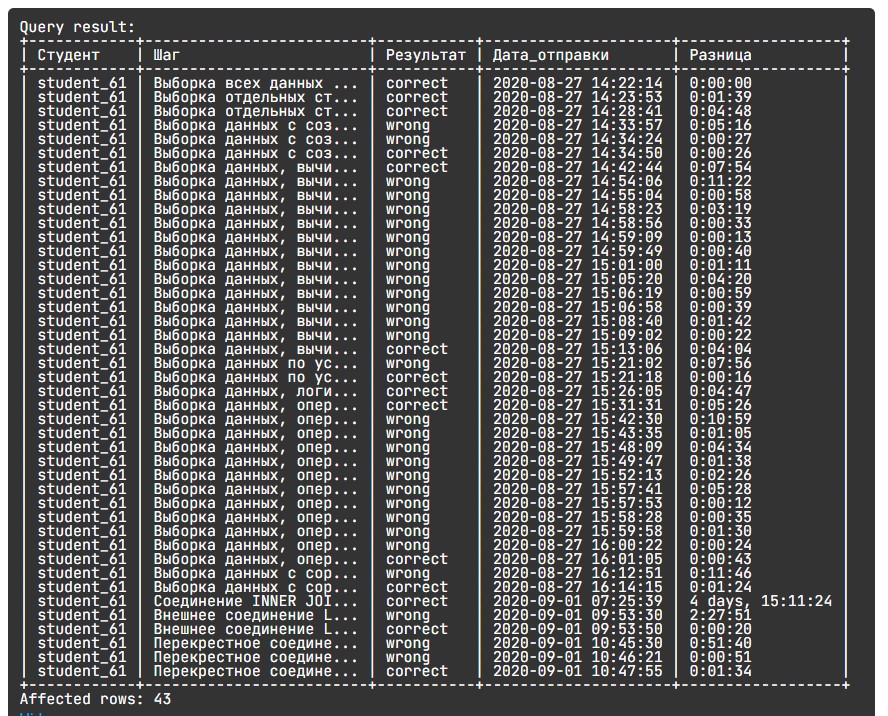 Query result:
Студент Шаг Результат Дата_отправки Разница
student_61 Выборка всех данных ... correct 2020-08-27 14:22:14 0:00:00
student_61 Выборка отдельных ст... correct 2020-08-27 14:23:53 0:01:39
student_61 Выборка отдельных ст... correct 2020-08-27 14:28:41 0:04:48
student_61 Выборка данных с соз... wrong 2020-08-27 14:33:57 0:05:16
student_61 Выборка данных с соз... wrong 2020-08-27 14:34:24 0:00:27
student_61 Выборка данных с соз... correct 2020-08-27 14:34:50 0:00:26
student_61 Выборка данных, вычи... correct 2020-08-27 14:42:44 0:07:54
student_61 Выборка данных, вычи... wrong 2020-08-27 14:54:06 0:11:22
student_61 Выборка данных, вычи... wrong 2020-08-27 14:55:04 0:00:58
student_61 Выборка данных, вычи... wrong 2020-08-27 14:58:23 0:03:19
student_61 Выборка данных, вычи... wrong 2020-08-27 14:58:56 0:00:33
student_61 Выборка данных, вычи... wrong 2020-08-27 14:59:09 0:00:13
student_61 Выборка данных, вычи... wrong 2020-08-27 14:59:49 0:00:40
student_61 Выборка данных, вычи... wrong 2020-08-27 15:01:00 0:01:11
student_61 Выборка данных, вычи... wrong 2020-08-27 15:05:20 0:04:20
student_61 Выборка данных, вычи... wrong 2020-08-27 15:06:19 0:00:59
student_61 Выборка данных, вычи... wrong 2020-08-27 15:06:58 0:00:39
student_61 Выборка данных, вычи... wrong 2020-08-27 15:08:40 0:01:42
student_61 Выборка данных, вычи... wrong 2020-08-27 15:09:02 0:00:22
student_61 Выборка данных, вычи... correct 2020-08-27 15:13:06 0:04:04
student_61 Выборка данных по ус... wrong 2020-08-27 15:21:02 0:07:56
student_61 Выборка данных по ус... correct 2020-08-27 15:21:18 0:00:16
student_61 Выборка данных, логи... correct 2020-08-27 15:26:05 0:04:47
student_61 Выборка данных, опер... correct 2020-08-27 15:31:31 0:05:26
student_61 Выборка данных, опер... wrong 2020-08-27 15:42:30 0:10:59
student_61 Выборка данных, опер... wrong 2020-08-27 15:43:35 0:01:05
student_61 Выборка данных, опер... wrong 2020-08-27 15:48:09 0:04:34
student_61 Выборка данных, опер... wrong 2020-08-27 15:49:47 0:01:38
student_61 Выборка данных, опер... wrong 2020-08-27 15:52:13 0:02:26
student_61 Выборка данных, опер... wrong 2020-08-27 15:57:41 0:05:28
student_61 Выборка данных, опер... wrong 2020-08-27 15:57:53 0:00:12
student_61 Выборка данных, опер... wrong 2020-08-27 15:58:28 0:00:35
student_61 Выборка данных, опер... wrong 2020-08-27 15:59:58 0:01:30
student_61 Выборка данных, опер... wrong 2020-08-27 16:00:22 0:00:24
student_61 Выборка данных, опер... correct 2020-08-27 16:01:05 0:00:43
student_61 Выборка данных с сор... wrong 2020-08-27 16:12:51 0:11:46
student_61 Выборка данных с сор... correct 2020-08-27 16:14:15 0:01:24
student_61 Соединение INNER JOI... correct 2020-09-01 07:25:39 4 days, 15:11:24
student_61 Внешнее соединение L... wrong 2020-09-01 09:53:30 2:27:51
student_61 Внешнее соединение L... correct 2020-09-01 09:53:50 0:00:20
student_61 Перекрестное соедине... wrong 2020-09-01 10:45:30 0:51:40
student_61 Перекрестное соедине... wrong 2020-09-01 10:46:21 0:00:51
student_61 Перекрестное соедине... correct 2020-09-01 10:47:55 0:01:34
Affected rows: 43